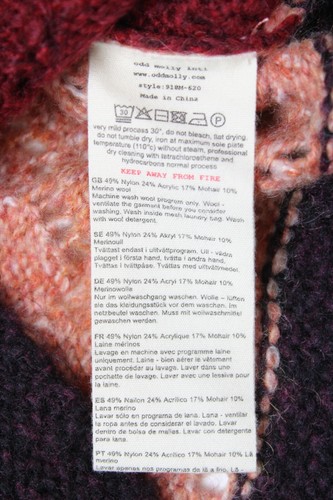 odd molly intl
www.oddmolly.com
style:918M-620
Made in China
30 P
very mild process 30°, do not bleach, flat drying,
do not tumble dry, iron at maximum sole plate
temperature (110°c) without steam, professional
dry cleaning with tetrachloroethene and
hydrocarbons normal process
KEEP AWAY FROM FIRE
GB 49% Nylon 24% Acrylic 17% Mohair 10%
Merino wool
Machine wash wool program only. Wool -
ventilate the garment before you consider
washing. Wash inside mesh laundry bag. Wash
with wool detergent.
SE 49% Nylon 24% Akryl 17% Mohair 10%
Merinoull
Tvättas endast i ulltvättprogram. Ull - vädra
plagget i första hand, tvätta i andra hand.
Tvättas i tvättpåse. Tvättas med ulltvättmedel.
DE 49% Nylon 24% Acryl 17% Mohair 10%
Merinowolle
Nur im wollwaschgang waschen. Wolle – lüften
sie das kleidungsstück vor dem waschen. Im
netzbeutel waschen. Muss mit wollwaschmittel
gewaschen werden.
FR 49% Nylon 24% Acrylique 17% Mohair 10%
Laine mérinos
Lavage en machine avec programme laine
uniquement. Laine - bien aérer le vêtement
avant procéder au lavage. Laver dans une
pochette de lavage. Laver avec une lessive pour
la laine.
ES 49% Nailon 24% Acrílico 17% Mohair 10%
Lana merino
Lavar sólo en programa de lana. Lana - ventilar
la ropa antes de considerar el lavado. Lavar
dentro de bolsa de mallas. Lavar con detergente
para lana.
PT 49% Nylon 24% Acrílico 17% Mohair 10% Lã
Lavar apenas nos programas de lã a frio. Lã -